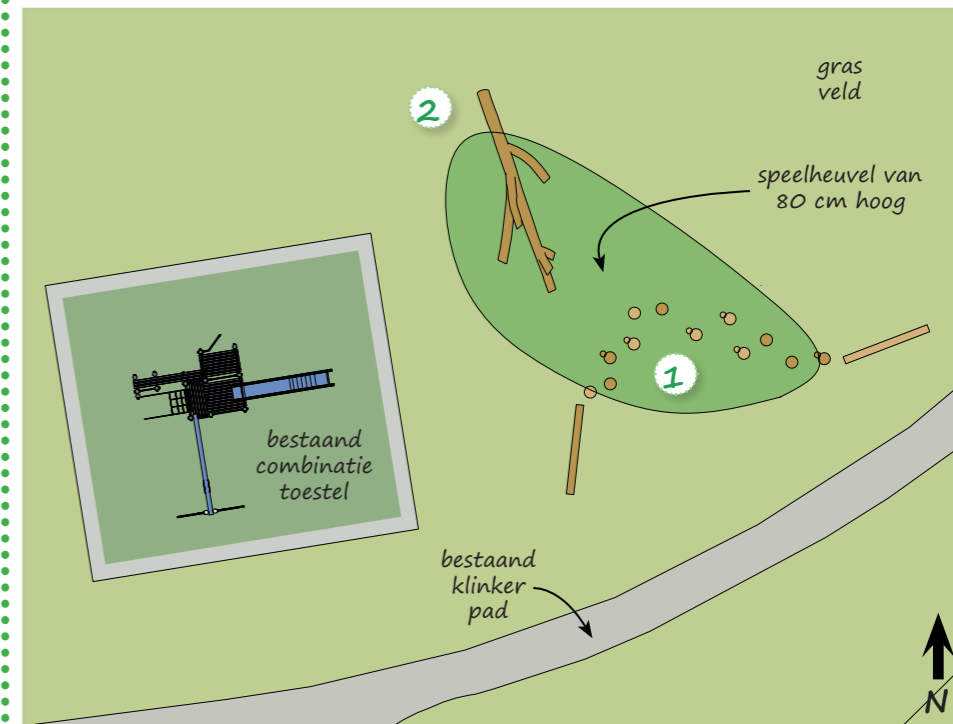 gras
veld
2
speelheuvel van
80 cm hoog
1
bestaand
combinatie
toestel
bestaand
klinker
pad
N